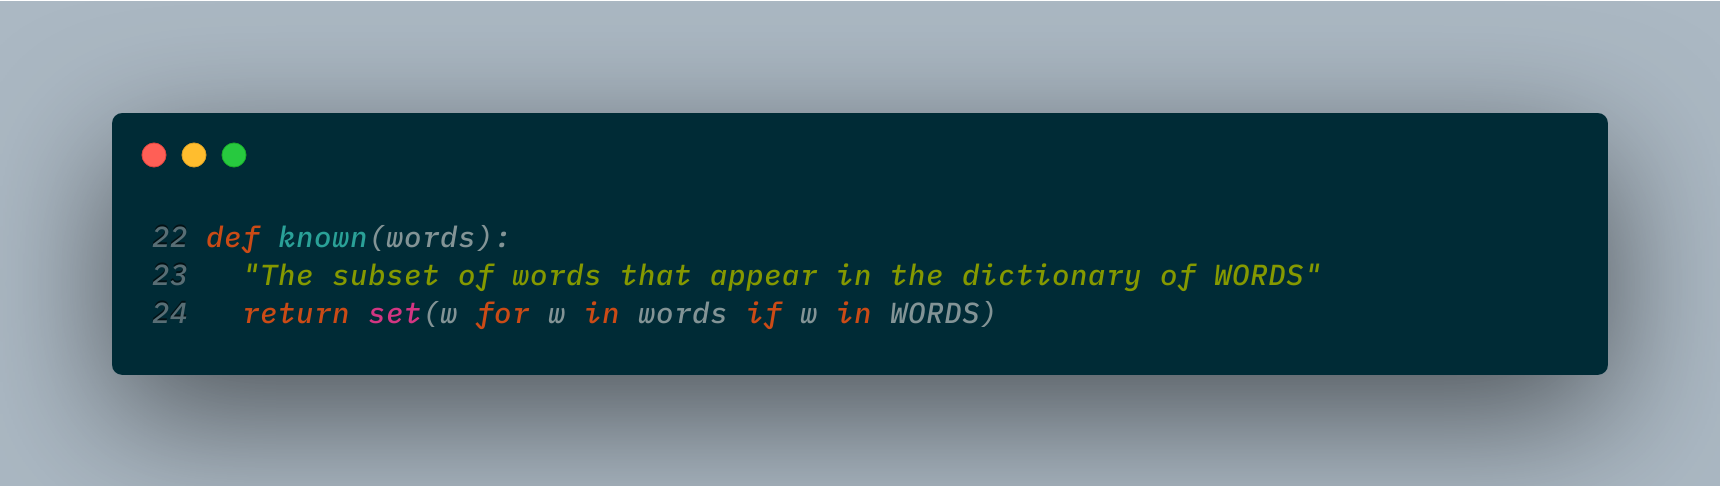 22 def known(words):
23   "The subset of words that appear in the dictionary of WORDS"
24   return set(w for w in words if w in WORDS)